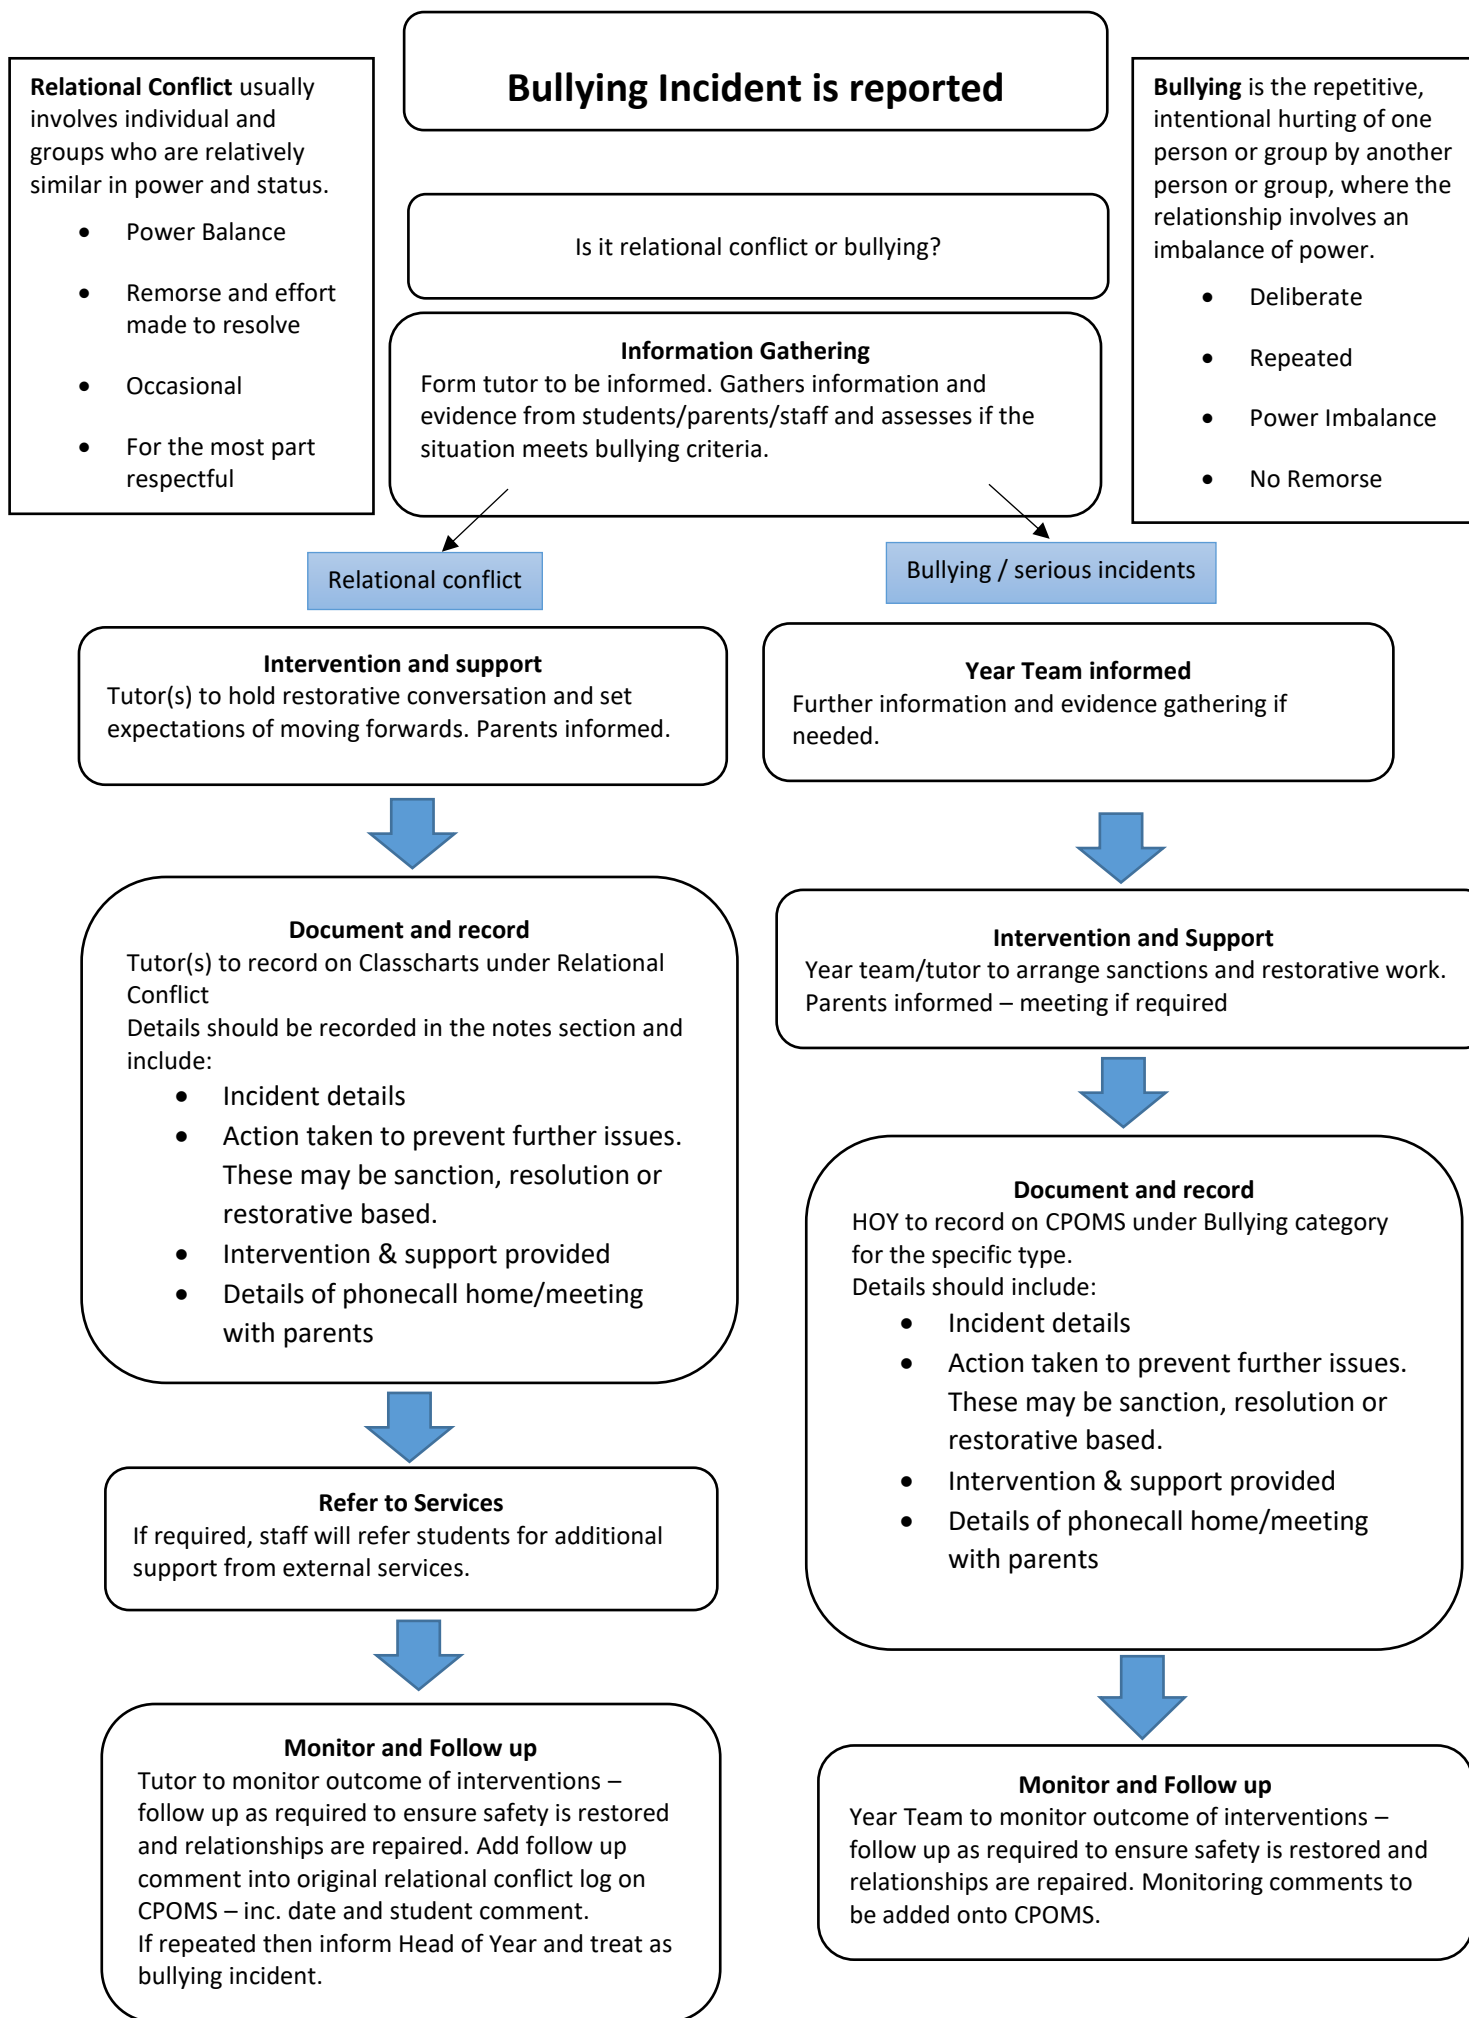 Bullying Incident is reported
Relational Conflict usually
involves individual and
groups who are relatively
similar in power and status.
• Power Balance
• Remorse and effort
made to resolve
• Occasional
• For the most part
respectful
Bullying is the repetitive,
intentional hurting of one
person or group by another
person or group, where the
relationship involves an
imbalance of power.
• Deliberate
• Repeated
• Power Imbalance
• No Remorse
Is it relational conflict or bullying?
Information Gathering
Form tutor to be informed. Gathers information and
evidence from students/parents/staff and assesses if the
situation meets bullying criteria.
Relational conflict
Intervention and support
Tutor(s) to hold restorative conversation and set
expectations of moving forwards. Parents informed.
Document and record
Tutor(s) to record on Classcharts under Relational
Conflict
Details should be recorded in the notes section and
include:
• Incident details
• Action taken to prevent further issues.
These may be sanction, resolution or
restorative based.
• Intervention & support provided
• Details of phonecall home/meeting
with parents
Refer to Services
If required, staff will refer students for additional
support from external services.
Monitor and Follow up
Tutor to monitor outcome of interventions –
follow up as required to ensure safety is restored
and relationships are repaired. Add follow up
comment into original relational conflict log on
CPOMS – inc. date and student comment.
If repeated then inform Head of Year and treat as
bullying incident.
Bullying / serious incidents
Year Team informed
Further information and evidence gathering if
needed.
Intervention and Support
Year team/tutor to arrange sanctions and restorative work.
Parents informed – meeting if required
Document and record
HOY to record on CPOMS under Bullying category
for the specific type.
Details should include:
• Incident details
• Action taken to prevent further issues.
These may be sanction, resolution or
restorative based.
• Intervention & support provided
• Details of phonecall home/meeting
with parents
Monitor and Follow up
Year Team to monitor outcome of interventions –
follow up as required to ensure safety is restored and
relationships are repaired. Monitoring comments to
be added onto CPOMS.